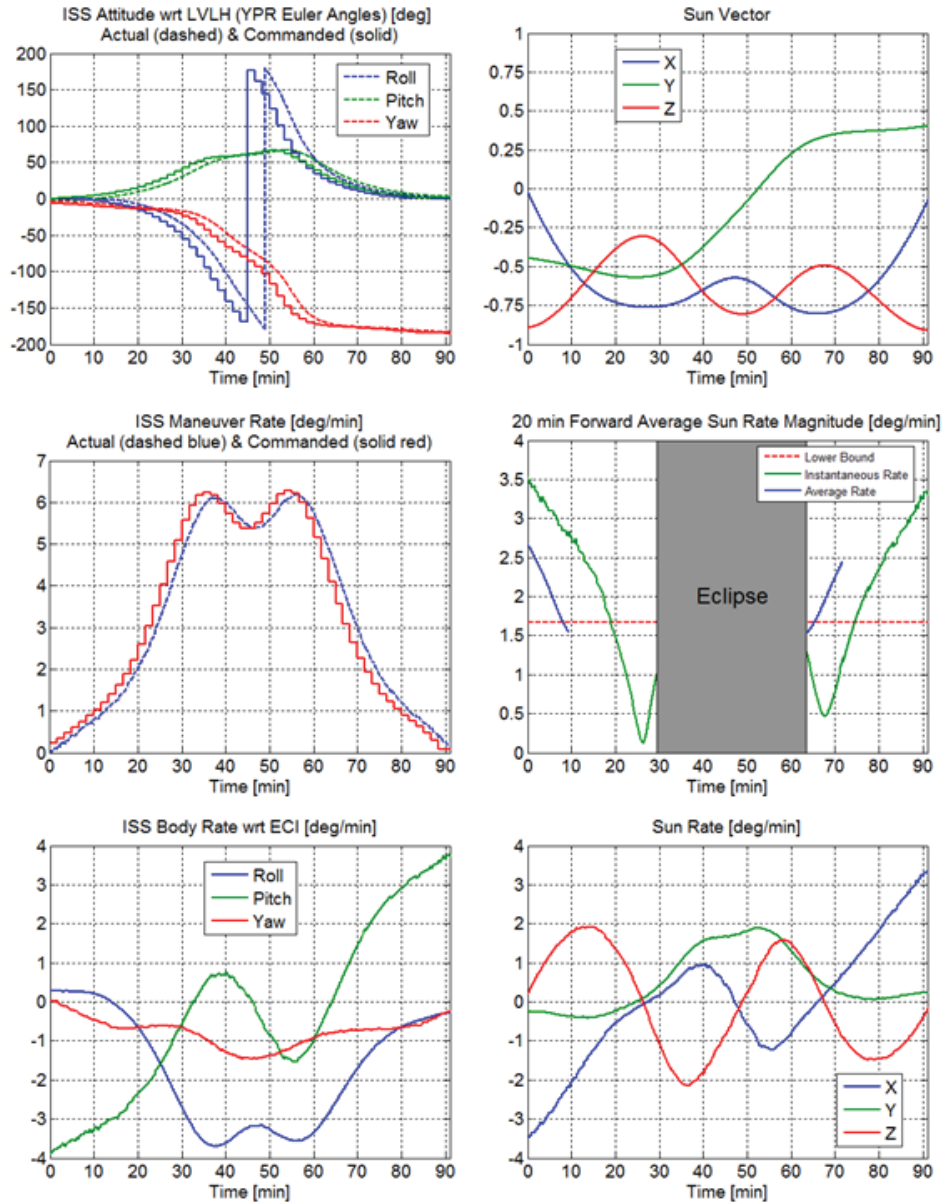 ISS Attitude wrt LVLH (YPR Euler Angles) [deg]
Actual (dashed) & Commanded (solid)
200
150
100
50
0
-50
-100
-150
-200
Roll
Pitch
Yaw
0 10 20 30 40 50 60 70 80 90
Time [min]
Sun Vector
1
0.75
0.5
0.25
0
-0.25
-0.5
-0.75
-1
X
Y
Z
0 10 20 30 40 50 60 70 80 90
Time [min]
ISS Maneuver Rate [deg/min]
Actual (dashed blue) & Commanded (solid red)
7
6
5
4
3
2
1
0
0 10 20 30 40 50 60 70 80 90
Time [min]
20 min Forward Average Sun Rate Magnitude [deg/min]
4
3.5
3
2.5
2
1.5
1
0.5
0
Lower Bound
Instantaneous Rate
Average Rate
Eclipse
0 10 20 30 40 50 60 70 80 90
Time [min]
ISS Body Rate wrt ECI [deg/min]
4
3
2
1
0
-1
-2
-3
-4
Roll
Pitch
Yaw
0 10 20 30 40 50 60 70 80 90
Time [min]
Sun Rate [deg/min]
4
3
2
1
0
-1
-2
-3
-4
X
Y
Z
0 10 20 30 40 50 60 70 80 90
Time [min]